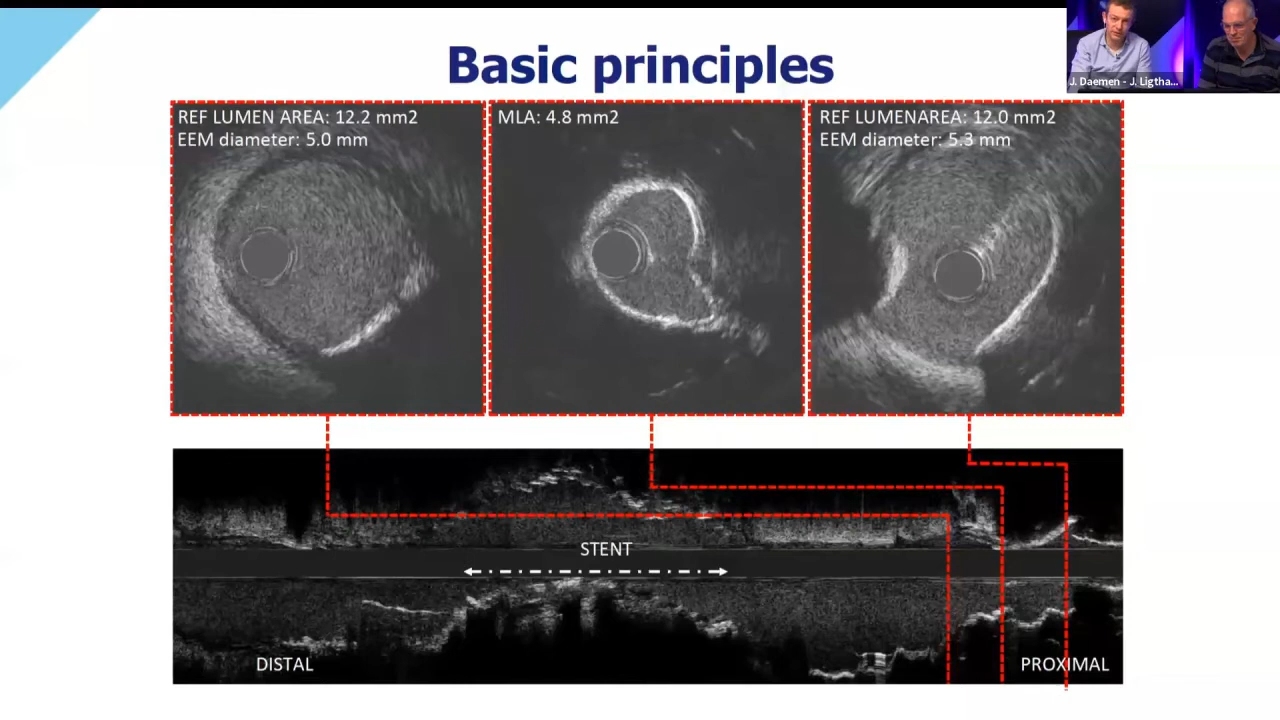 J. Daemen - J. Ligtha...
Basic principles
REF LUMEN AREA: 12.2 mm2
EEM diameter: 5.0 mm
MLA: 4.8 mm2
REF LUMENAREA: 12.0 mm2
EEM diameter: 5.3 mm
STENT
DISTAL
PROXIMAL